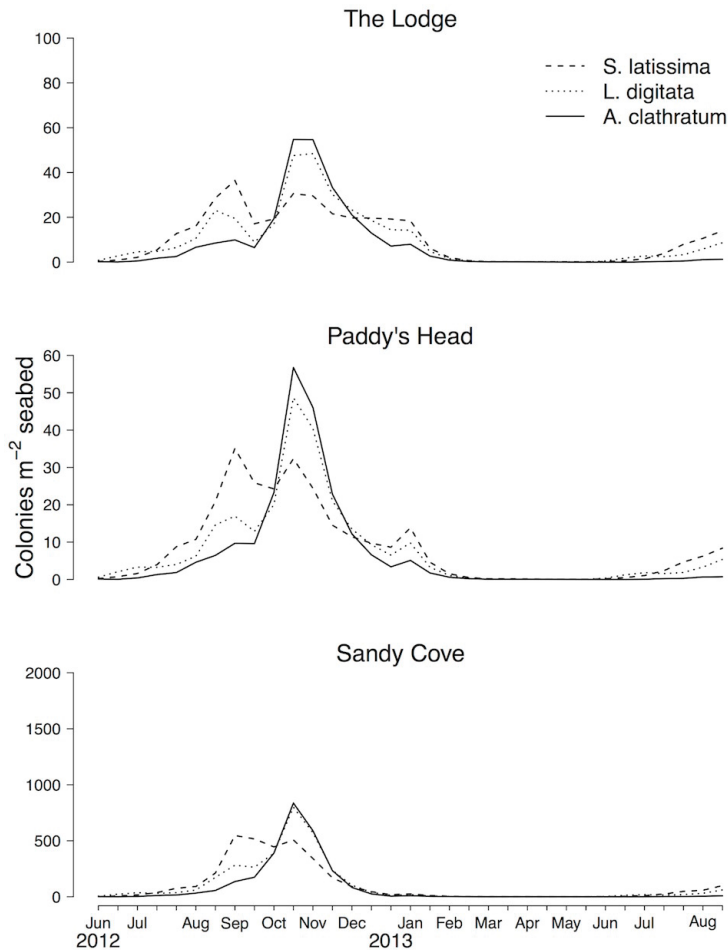 The Lodge
100
80
60
40
20
0
S. latissima
L. digitata
A. clathratum
Paddy's Head
Colonies m⁻² seabed
60
50
40
30
20
10
0
Sandy Cove
2000
1500
1000
500
0
Jun Jul Aug Sep Oct Nov Dec Jan Feb Mar Apr May Jun Jul Aug
2012 2013